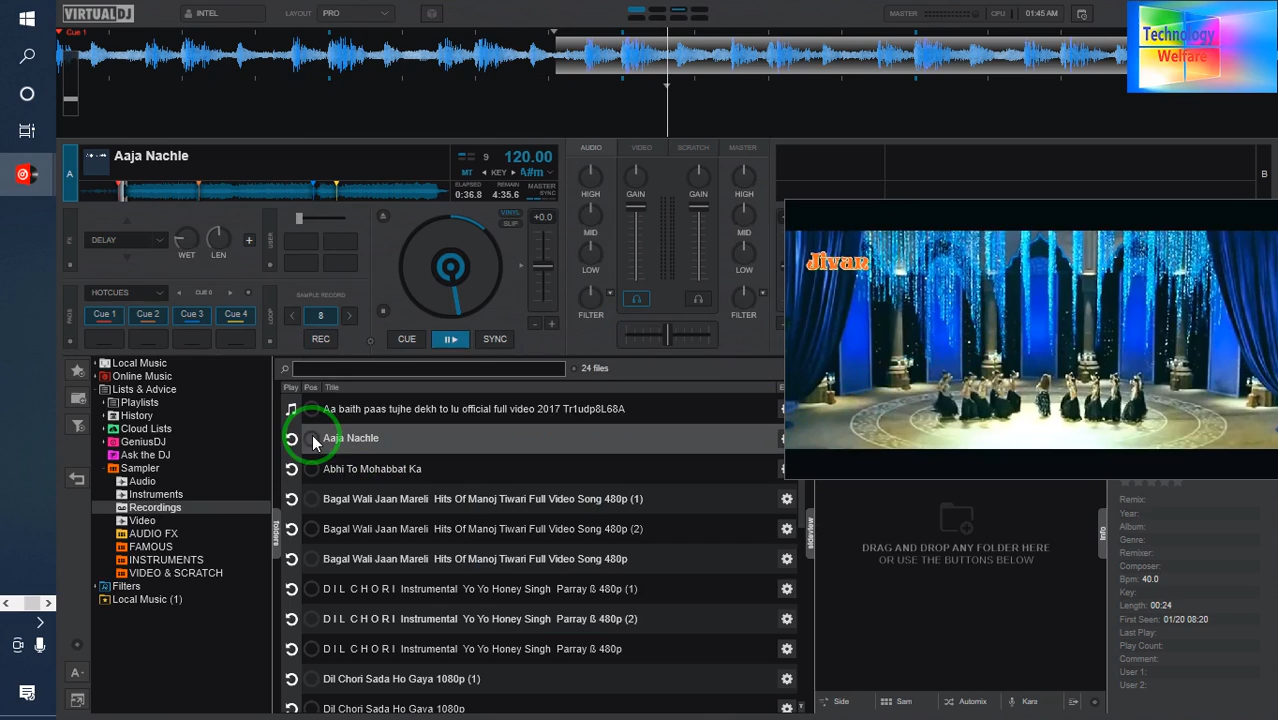 VIRTUALDJ
INTEL
LAYOUT
PRO
MASTER
CPU
01:45 AM
Technology
Welfare
Cue 1
A
Aaja Nachle
9
120.00
MT
KEY
A#m
ELAPSED
0:36.8
REMAIN
4:35.6
MASTER
SYNC
AUDIO
VIDEO
SCRATCH
MASTER
B
HIGH
GAIN
GAIN
HIGH
MID
MID
LOW
LOW
FILTER
FILTER
FX
DELAY
WET
LEN
USER
VINYL
SLIP
+0.0
PADS
HOTCUES
CUE 0
Cue 1
Cue 2
Cue 3
Cue 4
LOOP
SAMPLE RECORD
8
REC
CUE
SYNC
Jivan
Local Music
Online Music
Lists & Advice
Playlists
History
Cloud Lists
GeniusDJ
Ask the DJ
Sampler
Audio
Instruments
Recordings
Video
AUDIO FX
FAMOUS
INSTRUMENTS
VIDEO & SCRATCH
Filters
Local Music (1)
folders
24 files
Play
Pos
Title
Aa baith paas tujhe dekh to lu official full video 2017 Tr1udp8L68A
Aaja Nachle
Abhi To Mohabbat Ka
Bagal Wali Jaan Mareli Hits Of Manoj Tiwari Full Video Song 480p (1)
Bagal Wali Jaan Mareli Hits Of Manoj Tiwari Full Video Song 480p (2)
Bagal Wali Jaan Mareli Hits Of Manoj Tiwari Full Video Song 480p
D I L C H O R I Instrumental Yo Yo Honey Singh Parray ß 480p (1)
D I L C H O R I Instrumental Yo Yo Honey Singh Parray ß 480p (2)
D I L C H O R I Instrumental Yo Yo Honey Singh Parray ß 480p
Dil Chori Sada Ho Gaya 1080p (1)
Dil Chori Sada Ho Gaya 1080p
sideview
DRAG AND DROP ANY FOLDER HERE
OR USE THE BUTTONS BELOW
Side
Sam
Automix
Kara
Info
Remix:
Year:
Album:
Genre:
Remixer:
Composer:
Bpm: 40.0
Key:
Length: 00:24
First Seen: 01/20 08:20
Last Play:
Play Count:
Comment:
User 1:
User 2:
A-